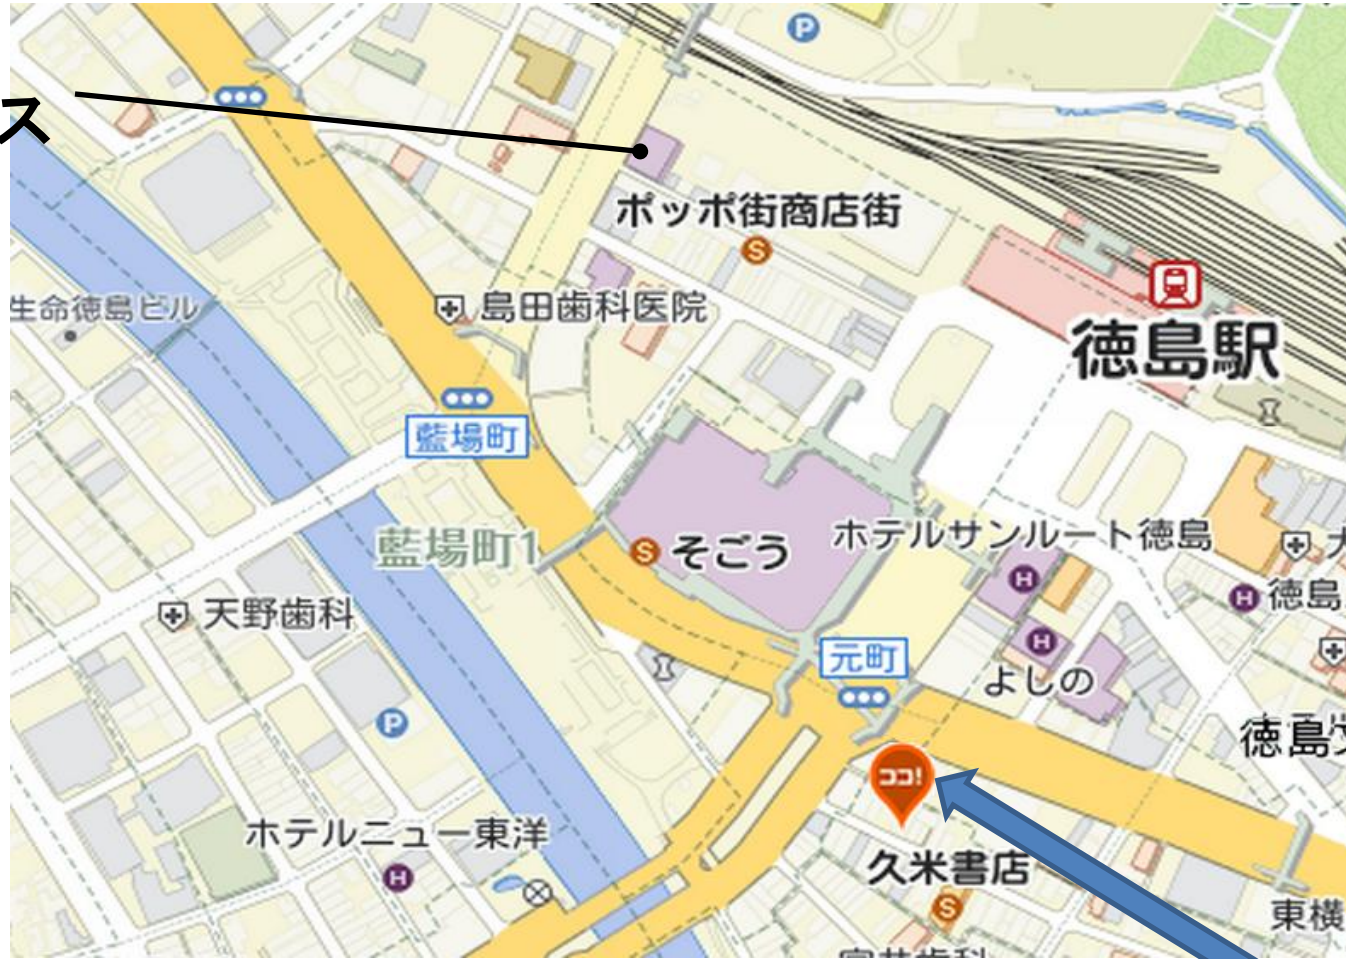 ス
P
ポッポ街商店街
S
生命徳島ビル
島田歯科医院
徳島駅
藍場町
藍場町1
S
そごう
ホテルサンルート徳島
H
H
徳島
天野歯科
元町
H
よしの
P
徳島
ココ!
ホテルニュー東洋
H
久米書店
S
東横